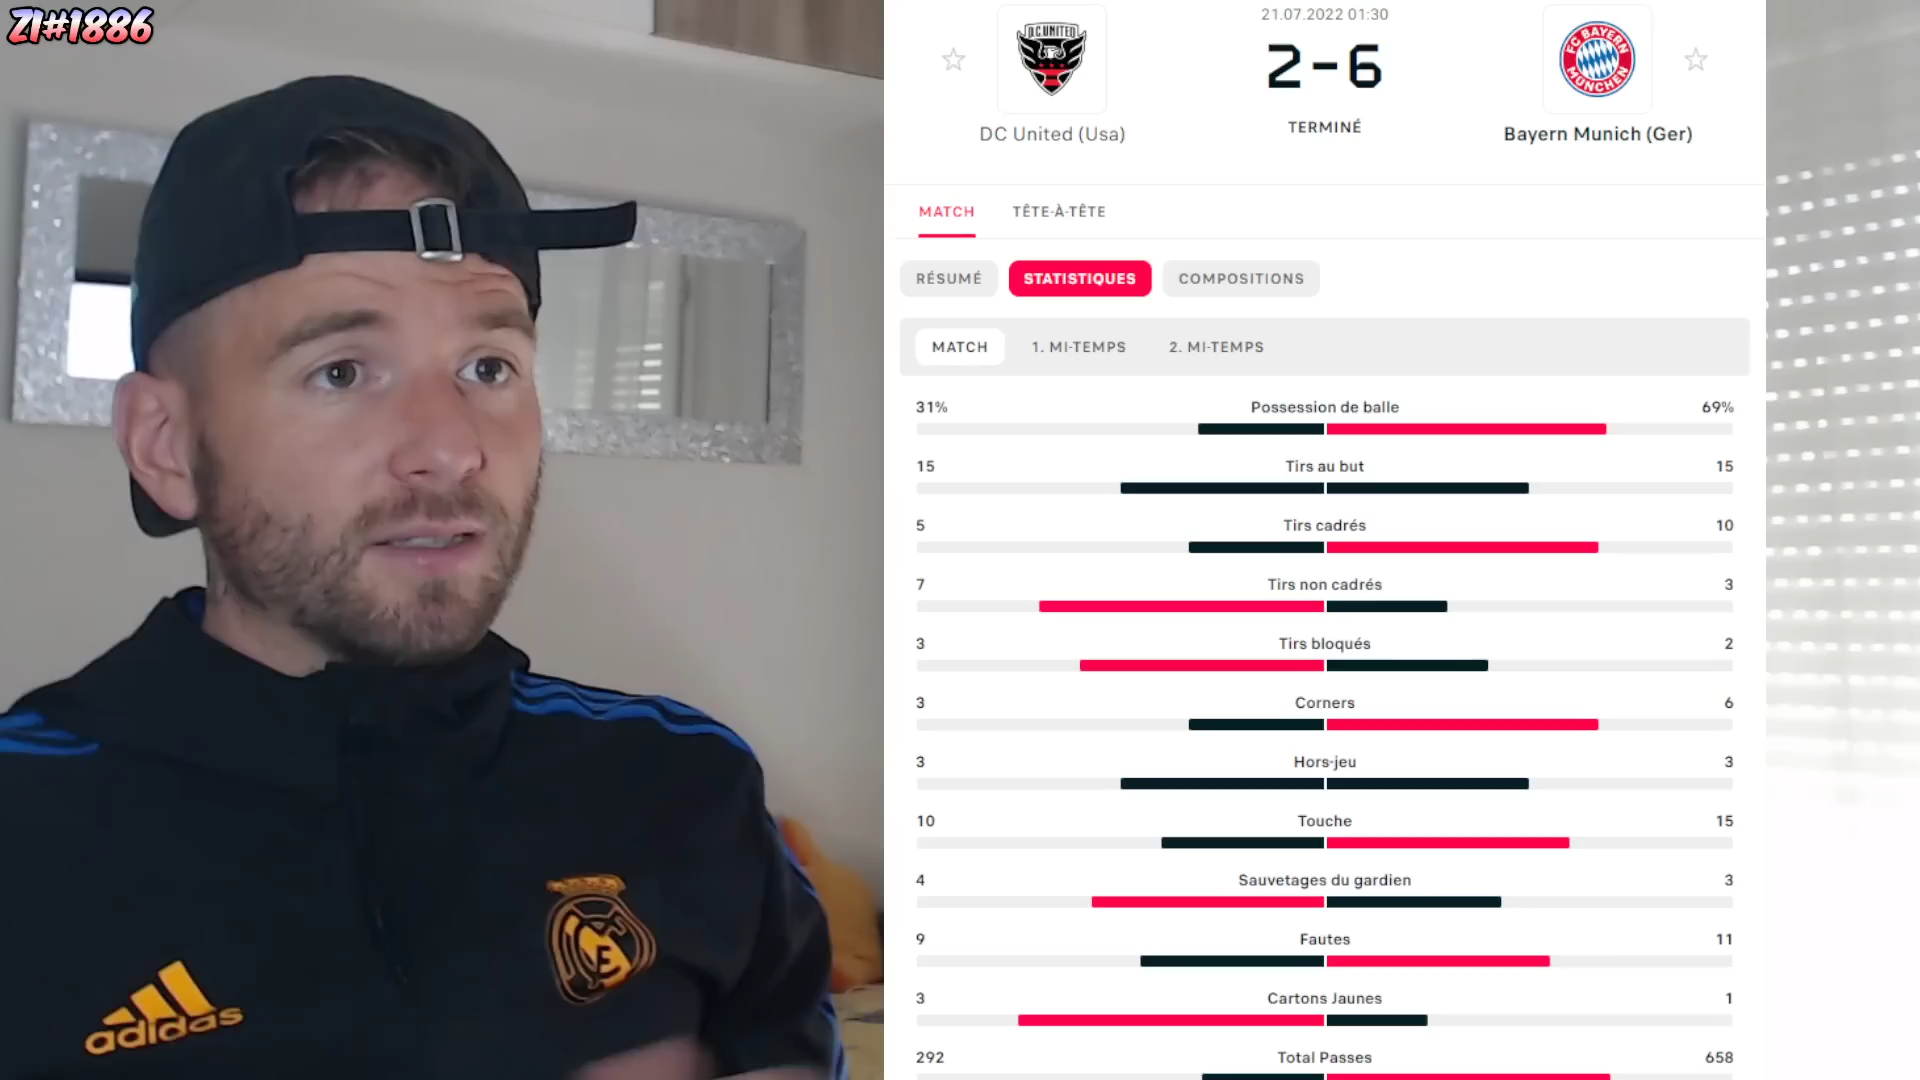 ZI#1886
21.07.2022 01:30
D.C.UNITED
2-6
FC BAYERN
MÜNCHEN
TERMINÉ
DC United (Usa)
Bayern Munich (Ger)
MATCH TÊTE-À-TÊTE
RÉSUMÉ STATISTIQUES COMPOSITIONS
MATCH 1. MI-TEMPS 2. MI-TEMPS
31% Possession de balle 69%
15 Tirs au but 15
5 Tirs cadrés 10
7 Tirs non cadrés 3
3 Tirs bloqués 2
3 Corners 6
3 Hors-jeu 3
10 Touche 15
4 Sauvetages du gardien 3
9 Fautes 11
3 Cartons Jaunes 1
292 Total Passes 658
adidas